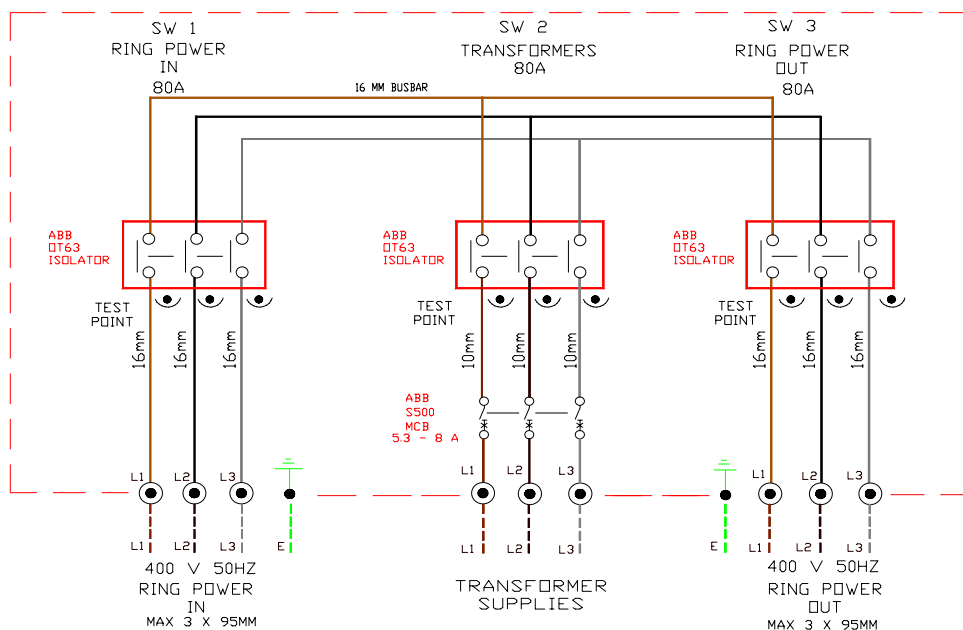 SW 1
RING POWER
IN
80A
SW 2
TRANSFORMERS
80A
SW 3
RING POWER
OUT
80A
16 MM BUSBAR
ABB
OT63
ISOLATOR
ABB
OT63
ISOLATOR
ABB
OT63
ISOLATOR
TEST
POINT
TEST
POINT
TEST
POINT
16mm
16mm
16mm
10mm
10mm
10mm
16mm
16mm
16mm
ABB
S500
MCB
5.3 - 8 A
L1
L2
L3
L1
L2
L3
L1
L2
L3
L1
L2
L3
E
L1
L2
L3
E
L1
L2
L3
400 V 50HZ
RING POWER
IN
MAX 3 X 95MM
TRANSFORMER
SUPPLIES
400 V 50HZ
RING POWER
OUT
MAX 3 X 95MM